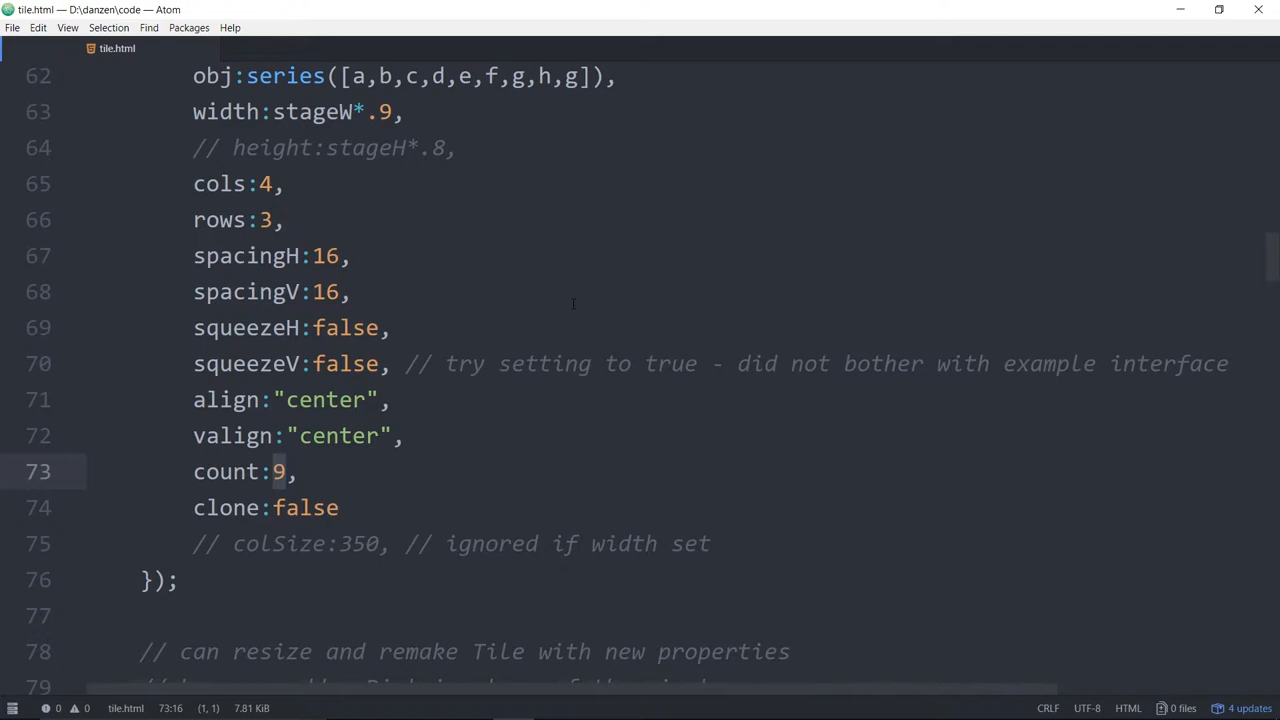 tile.html — D:\danzen\code — Atom
File Edit View Selection Find Packages Help
tile.html
62 obj:series([a,b,c,d,e,f,g,h,g]),
63 width:stageW*.9,
64 // height:stageH*.8,
65 cols:4,
66 rows:3,
67 spacingH:16,
68 spacingV:16,
69 squeezeH:false,
70 squeezeV:false, // try setting to true - did not bother with example interface
71 align:"center",
72 valign:"center",
73 count:9,
74 clone:false
75 // colSize:350, // ignored if width set
76 });
77
78 // can resize and remake Tile with new properties
79
0 0 tile.html 73:16 (1, 1) 7.81 KiB CRLF UTF-8 HTML 0 files 4 updates